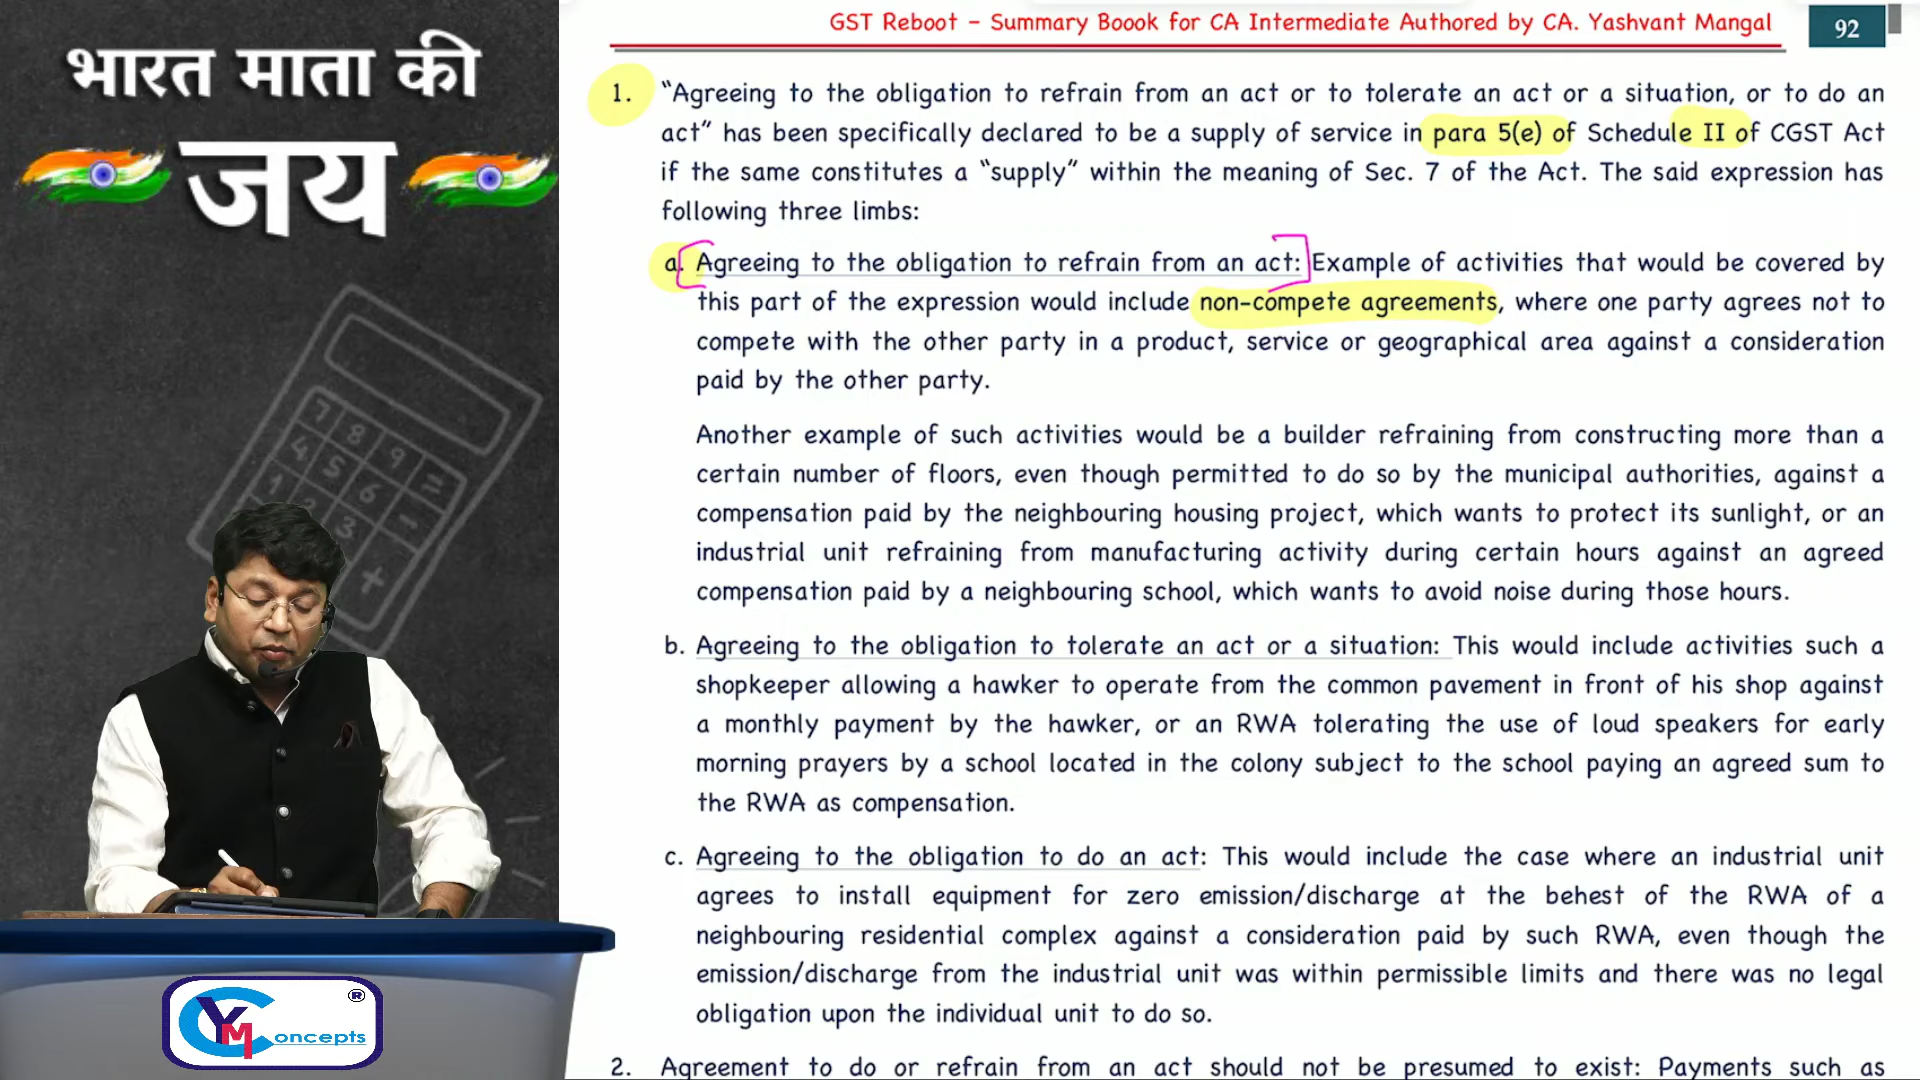 भारत माता की
जय
GST Reboot – Summary Boook for CA Intermediate Authored by CA. Yashvant Mangal
92
1. “Agreeing to the obligation to refrain from an act or to tolerate an act or a situation, or to do an
act” has been specifically declared to be a supply of service in para 5(e) of Schedule II of CGST Act
if the same constitutes a “supply” within the meaning of Sec. 7 of the Act. The said expression has
following three limbs:
a. Agreeing to the obligation to refrain from an act: Example of activities that would be covered by
this part of the expression would include non-compete agreements, where one party agrees not to
compete with the other party in a product, service or geographical area against a consideration
paid by the other party.
Another example of such activities would be a builder refraining from constructing more than a
certain number of floors, even though permitted to do so by the municipal authorities, against a
compensation paid by the neighbouring housing project, which wants to protect its sunlight, or an
industrial unit refraining from manufacturing activity during certain hours against an agreed
compensation paid by a neighbouring school, which wants to avoid noise during those hours.
b. Agreeing to the obligation to tolerate an act or a situation: This would include activities such a
shopkeeper allowing a hawker to operate from the common pavement in front of his shop against
a monthly payment by the hawker, or an RWA tolerating the use of loud speakers for early
morning prayers by a school located in the colony subject to the school paying an agreed sum to
the RWA as compensation.
c. Agreeing to the obligation to do an act: This would include the case where an industrial unit
agrees to install equipment for zero emission/discharge at the behest of the RWA of a
neighbouring residential complex against a consideration paid by such RWA, even though the
emission/discharge from the industrial unit was within permissible limits and there was no legal
obligation upon the individual unit to do so.
2. Agreement to do or refrain from an act should not be presumed to exist: Payments such as
7 8 9 =
4 5 6 -
1 3 +
YMC oncepts ®